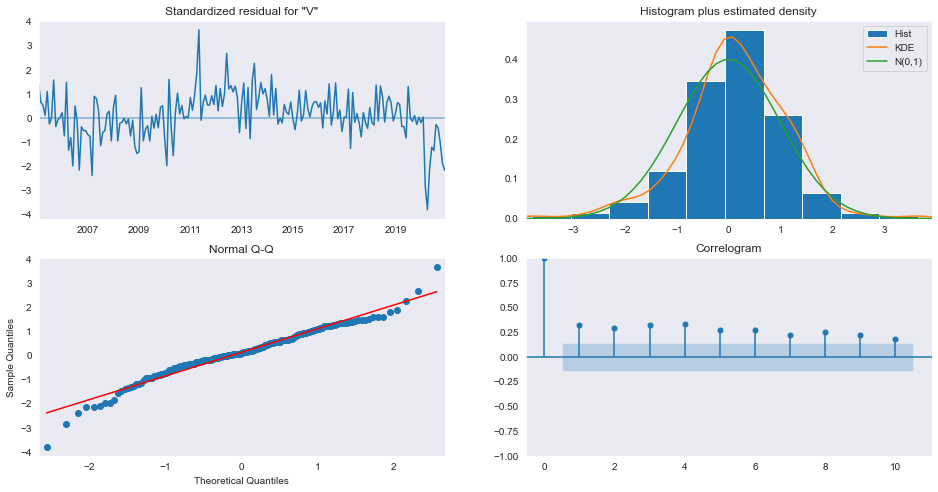 Standardized residual for "V"
4
3
2
1
0
−1
−2
−3
−4
2007 2009 2011 2013 2015 2017 2019
Histogram plus estimated density
Hist
KDE
N(0,1)
0.4
0.3
0.2
0.1
0.0
−3 −2 −1 0 1 2 3
Normal Q-Q
Sample Quantiles
4
3
2
1
0
−1
−2
−3
−4
−2 −1 0 1 2
Theoretical Quantiles
Correlogram
1.00
0.75
0.50
0.25
0.00
−0.25
−0.50
−0.75
−1.00
0 2 4 6 8 10